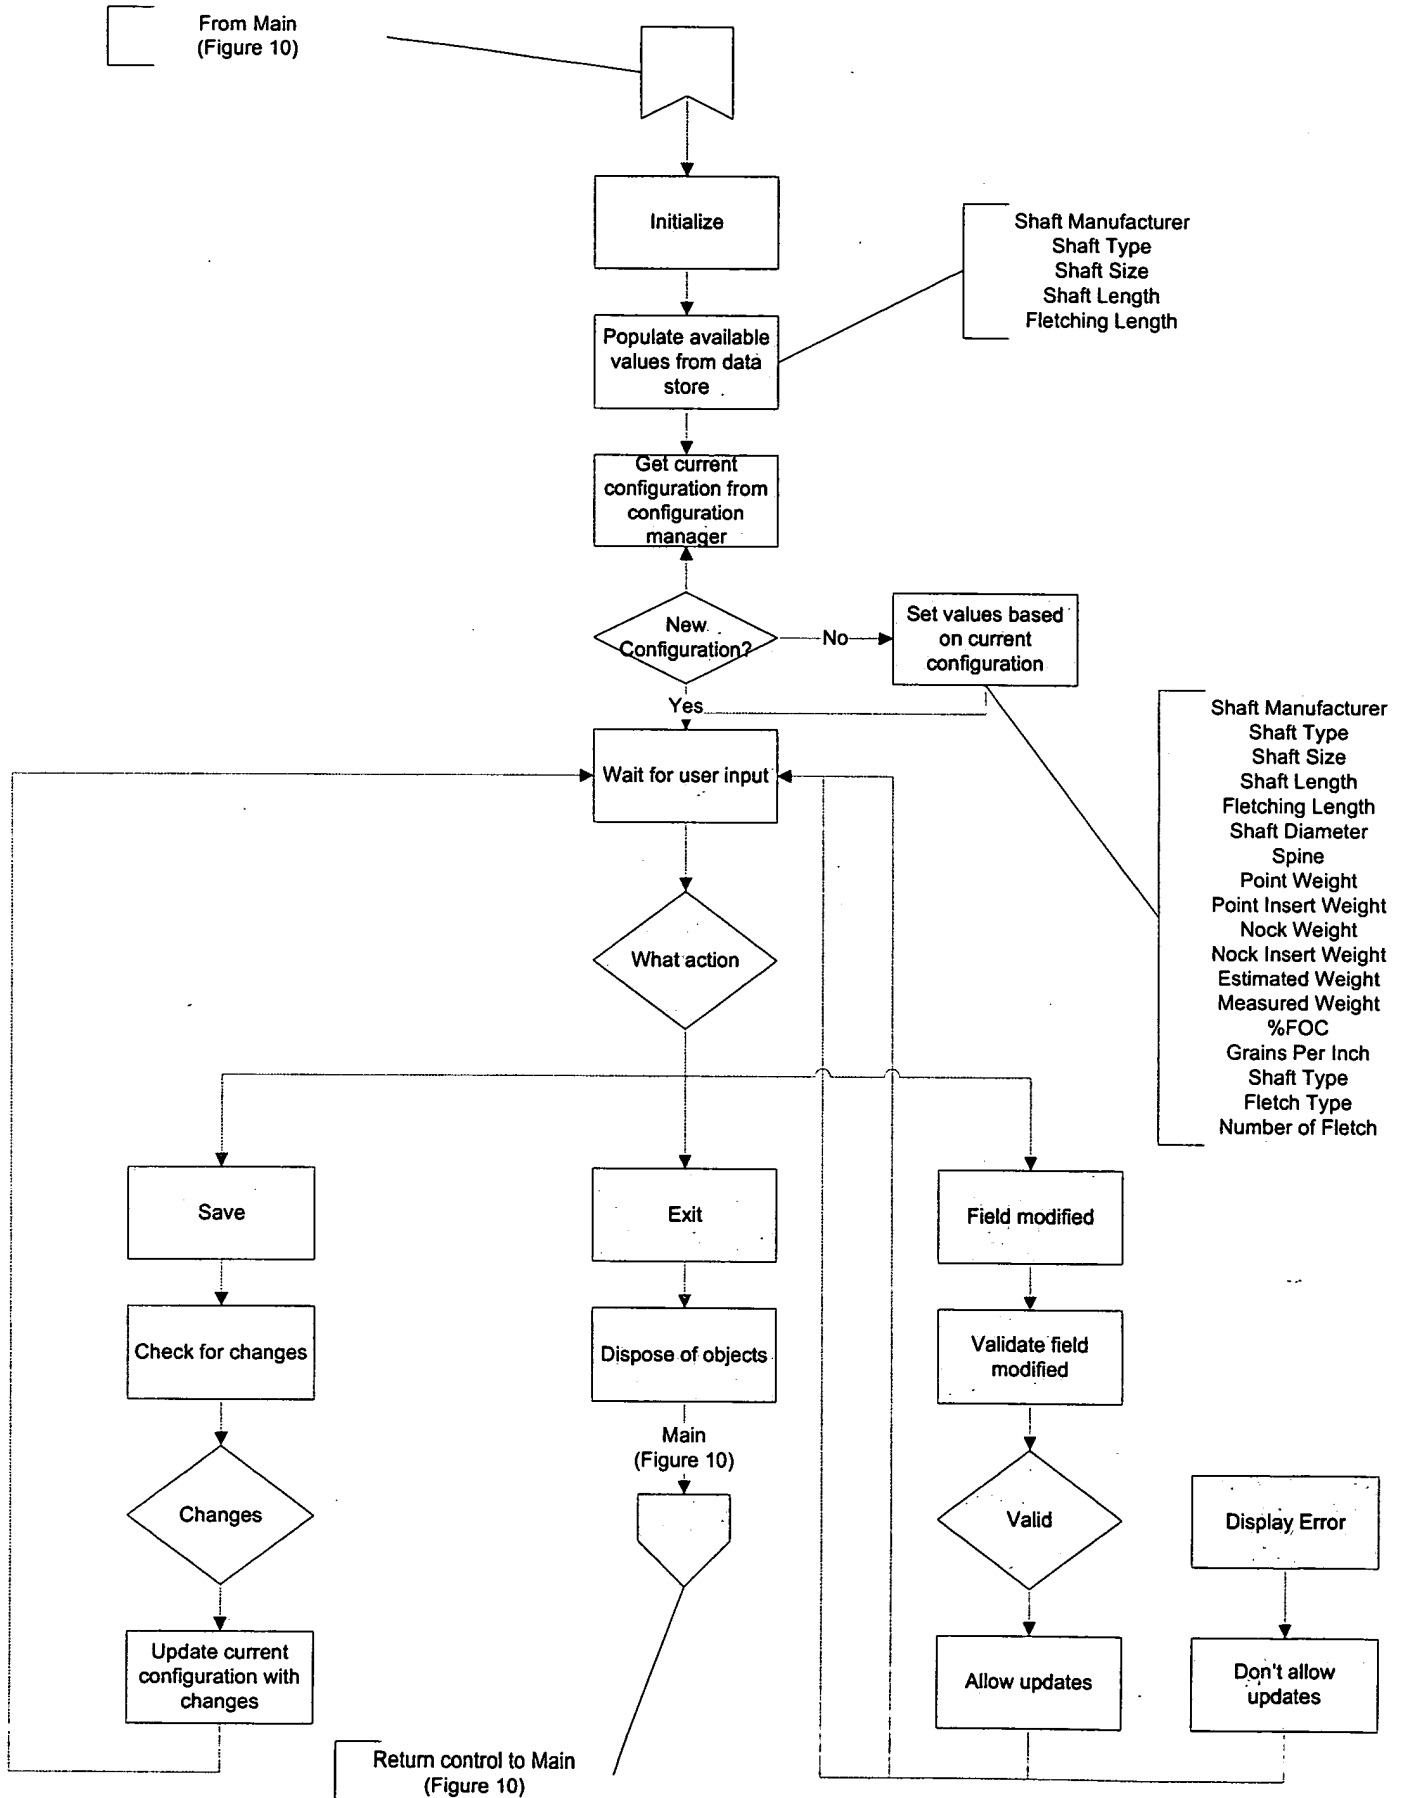 From Main
(Figure 10)
Initialize
Shaft Manufacturer
Shaft Type
Shaft Size
Shaft Length
Fletching Length
Populate available
values from data
store
Get current
configuration from
configuration
manager
New
Configuration?
No
Set values based
on current
configuration
Yes
Shaft Manufacturer
Shaft Type
Shaft Size
Shaft Length
Fletching Length
Shaft Diameter
Spine
Point Weight
Point Insert Weight
Nock Weight
Nock Insert Weight
Estimated Weight
Measured Weight
%FOC
Grains Per Inch
Shaft Type
Fletch Type
Number of Fletch
Wait for user input
What action
Save
Exit
Field modified
Check for changes
Dispose of objects
Validate field
modified
Main
(Figure 10)
Changes
Valid
Display Error
Update current
configuration with
changes
Allow updates
Don't allow
updates
Return control to Main
(Figure 10)